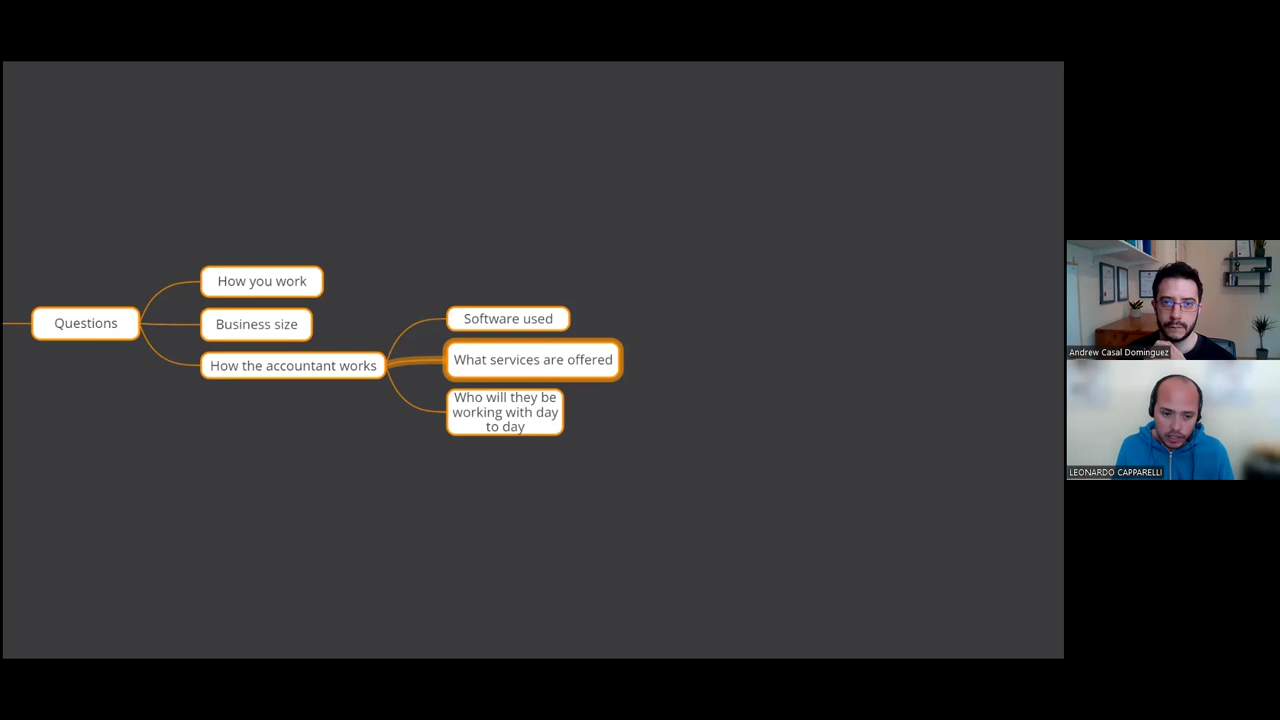 How you work
Questions
Business size
How the accountant works
Software used
What services are offered
Who will they be
working with day
to day
Andrew Casal Dominguez
LEONARDO CAPPARELLI